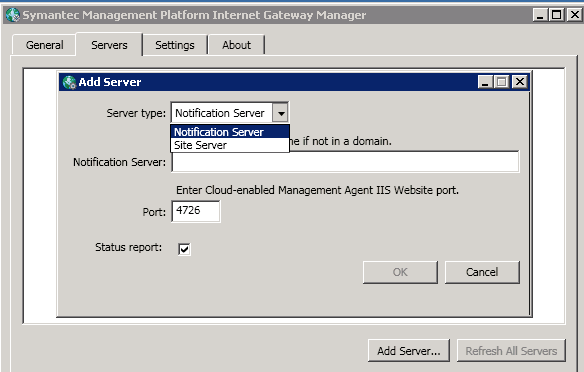 Symantec Management Platform Internet Gateway Manager
General Servers Settings About
Add Server
Server type: Notification Server
Notification Server
Site Server
if not in a domain.
Notification Server:
Enter Cloud-enabled Management Agent IIS Website port.
Port: 4726
Status report:
OK Cancel
Add Server... Refresh All Servers